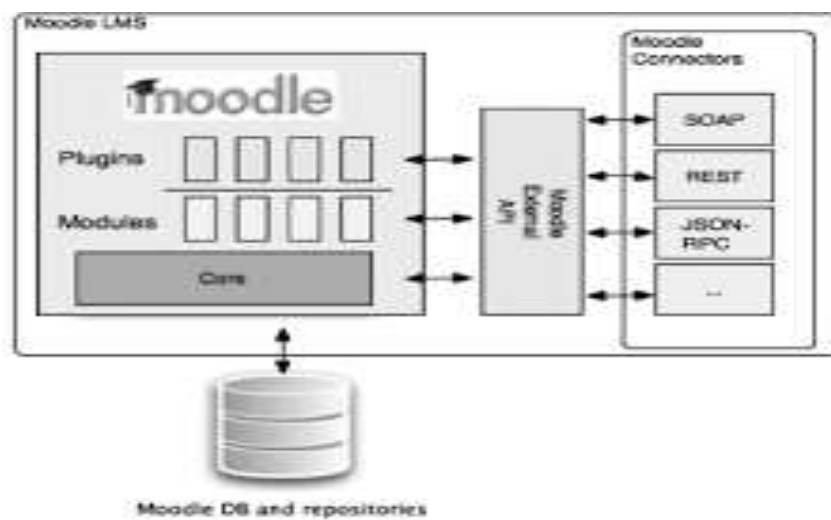 Moodle LMS
moodle
Plugins
Modules
Core
Moodle
External
API
Moodle
Connectors
SOAP
REST
JSON-
RPC
...
Moodle DB and repositories